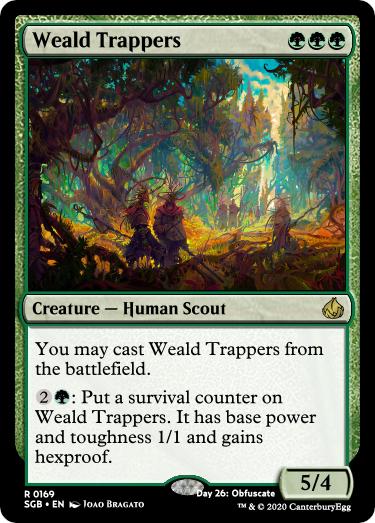 Weald Trappers
Creature — Human Scout
You may cast Weald Trappers from
the battlefield.
2 : Put a survival counter on
Weald Trappers. It has base power
and toughness 1/1 and gains
hexproof.
5/4
R 0169
Day 26: Obfuscate
SGB • EN Joao Bragato
™ & © 2020 CanterburyEgg